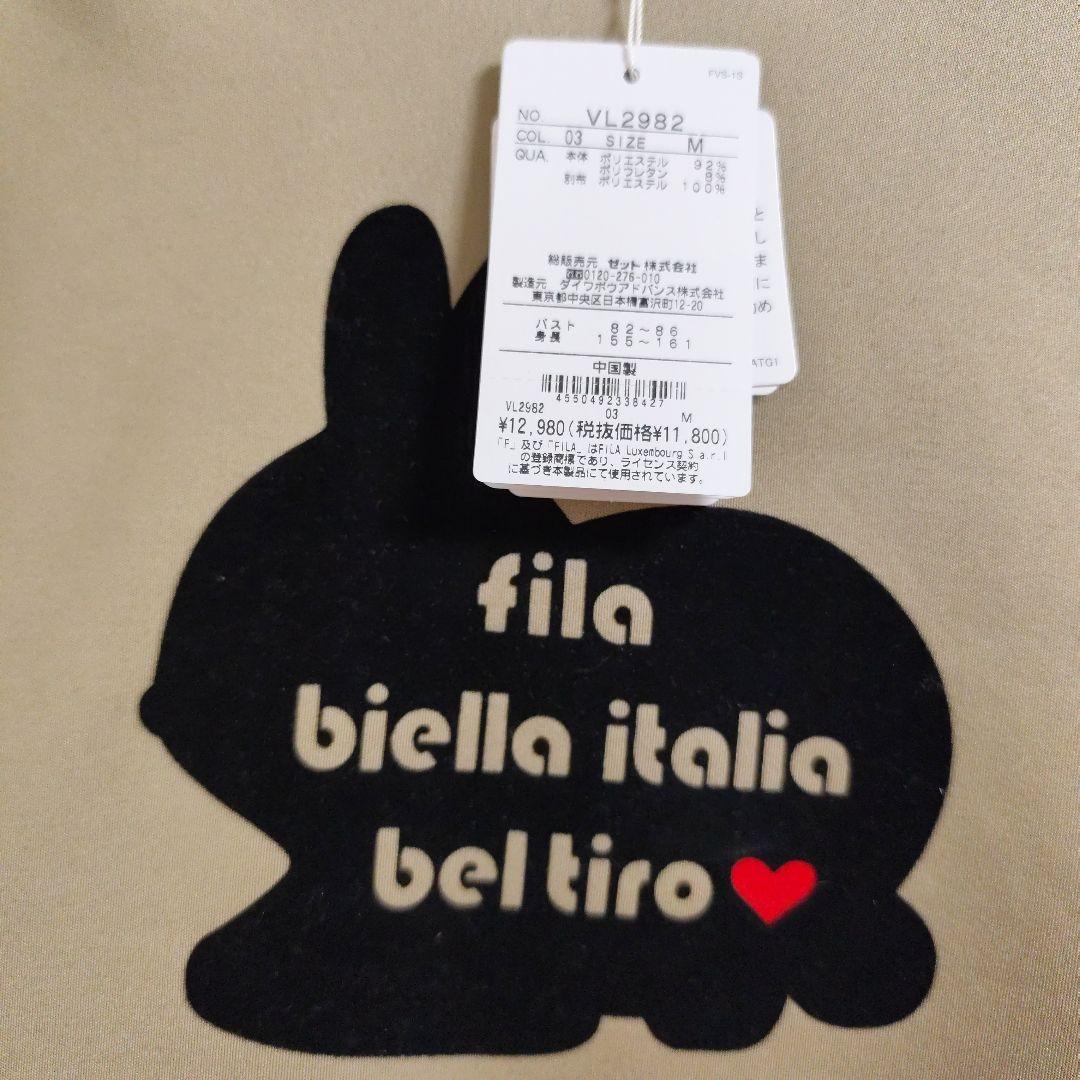 FVS-1S
NO. VL2982
COL. 03 SIZE M
QUA. 本体 ポリエステル 92%
ポリウレタン 8%
別布 ポリエステル 100%
総販売元 ゼット株式会社
0120-276-010
製造元 ダイワボウアドバンス株式会社
東京都中央区日本橋富沢町12-20
バスト 82～86
身長 155～161
中国製
4550492338427
VL2982 03 M
¥12,980(税抜価格¥11,800)
「F」及び「FILA」はFILA Luxembourg S.a.r.l
の登録商標であり、ライセンス契約
に基づき本製品にて使用されています。
と
し
ま
に
め
ATG1
fila
biella italia
bel tiro